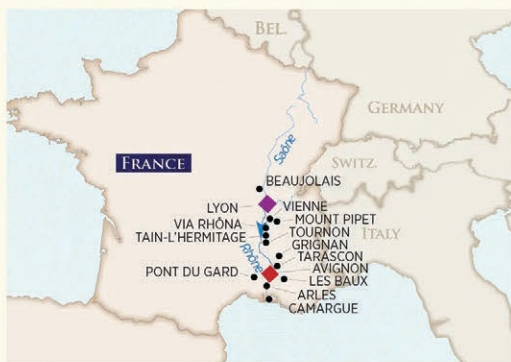 BEL.
GERMANY
Saône
FRANCE
SWITZ.
BEAUJOLAIS
LYON
VIENNE
MOUNT PIPET
VIA RHÔNA
TOURNON
TAIN-L'HERMITAGE
GRIGNAN
ITALY
Rhône
TARASCON
PONT DU GARD
AVIGNON
LES BAUX
ARLES
CAMARGUE